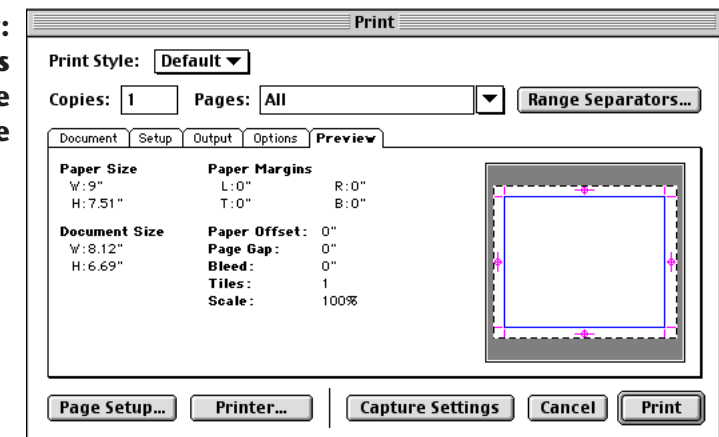 :
s
e
e
Print
Print Style: Default
Copies: 1 Pages: All Range Separators...
Document Setup Output Options Preview
Paper Size Paper Margins
W:9" L:0" R:0"
H:7.51" T:0" B:0"
Document Size Paper Offset: 0"
W:8.12" Page Gap: 0"
H:6.69" Bleed: 0"
Tiles: 1
Scale: 100%
Page Setup... Printer... Capture Settings Cancel Print